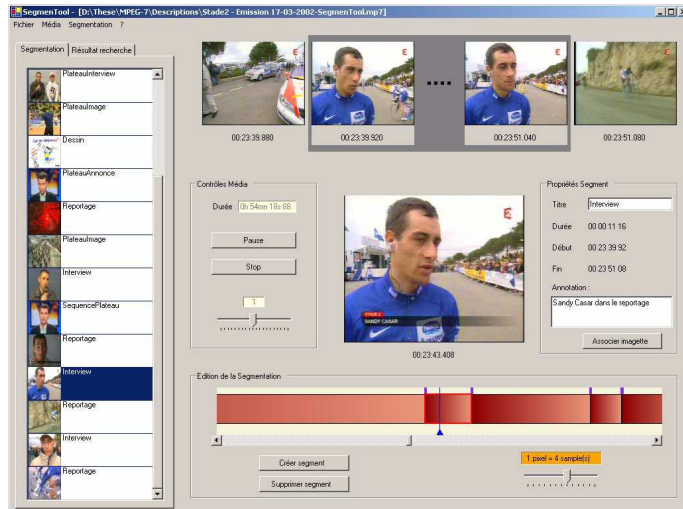 SegmenTool - [D:\These\MPEG-7\Descriptions\Stade2 - Emission 17-03-2002-SegmenTool.mp7]
Fichier Média Segmentation ?
Segmentation Résultat recherche
PlateauInterview
PlateauImage
Dessin
PlateauAnnonce
Reportage
PlateauImage
Interview
SequencePlateau
Reportage
Interview
Reportage
Interview
Reportage
00:23:39.880
00:23:39.920
00:23:51.040
00:23:51.080
Contrôles Média
Durée 0h 54mn 18s 68
Pause
Stop
1
STADE 2
SANDY CASAR
00:23:43.408
Propriétés Segment
Titre Interview
Durée 00 00 11 16
Début 00 23 39 92
Fin 00 23 51 08
Annotation :
Sandy Casar dans le reportage
Associer imagette
Edition de la Segmentation
Créer segment
Supprimer segment
1 pixel = 4 sample(s)